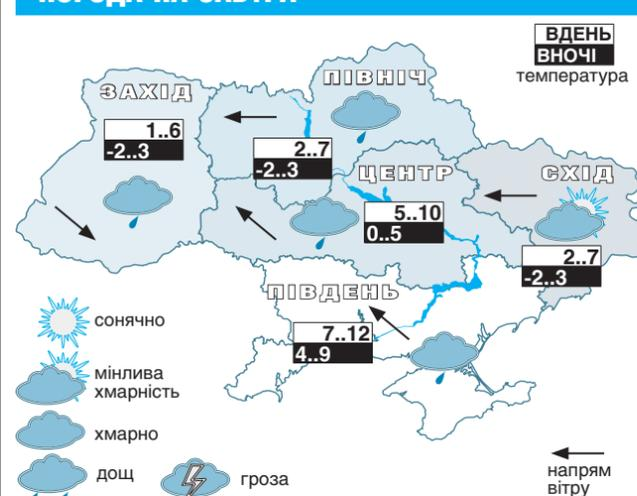 ВДЕНЬ
ВНОЧІ
температура
ПІВНІЧ
ЗАХІД
1..6
-2..3
2..7
-2..3
ЦЕНТР
СХІД
5..10
0..5
2..7
-2..3
ПІВДЕНЬ
7..12
4..9
сонячно
мінлива
хмарність
хмарно
дощ
гроза
напрям
вітру